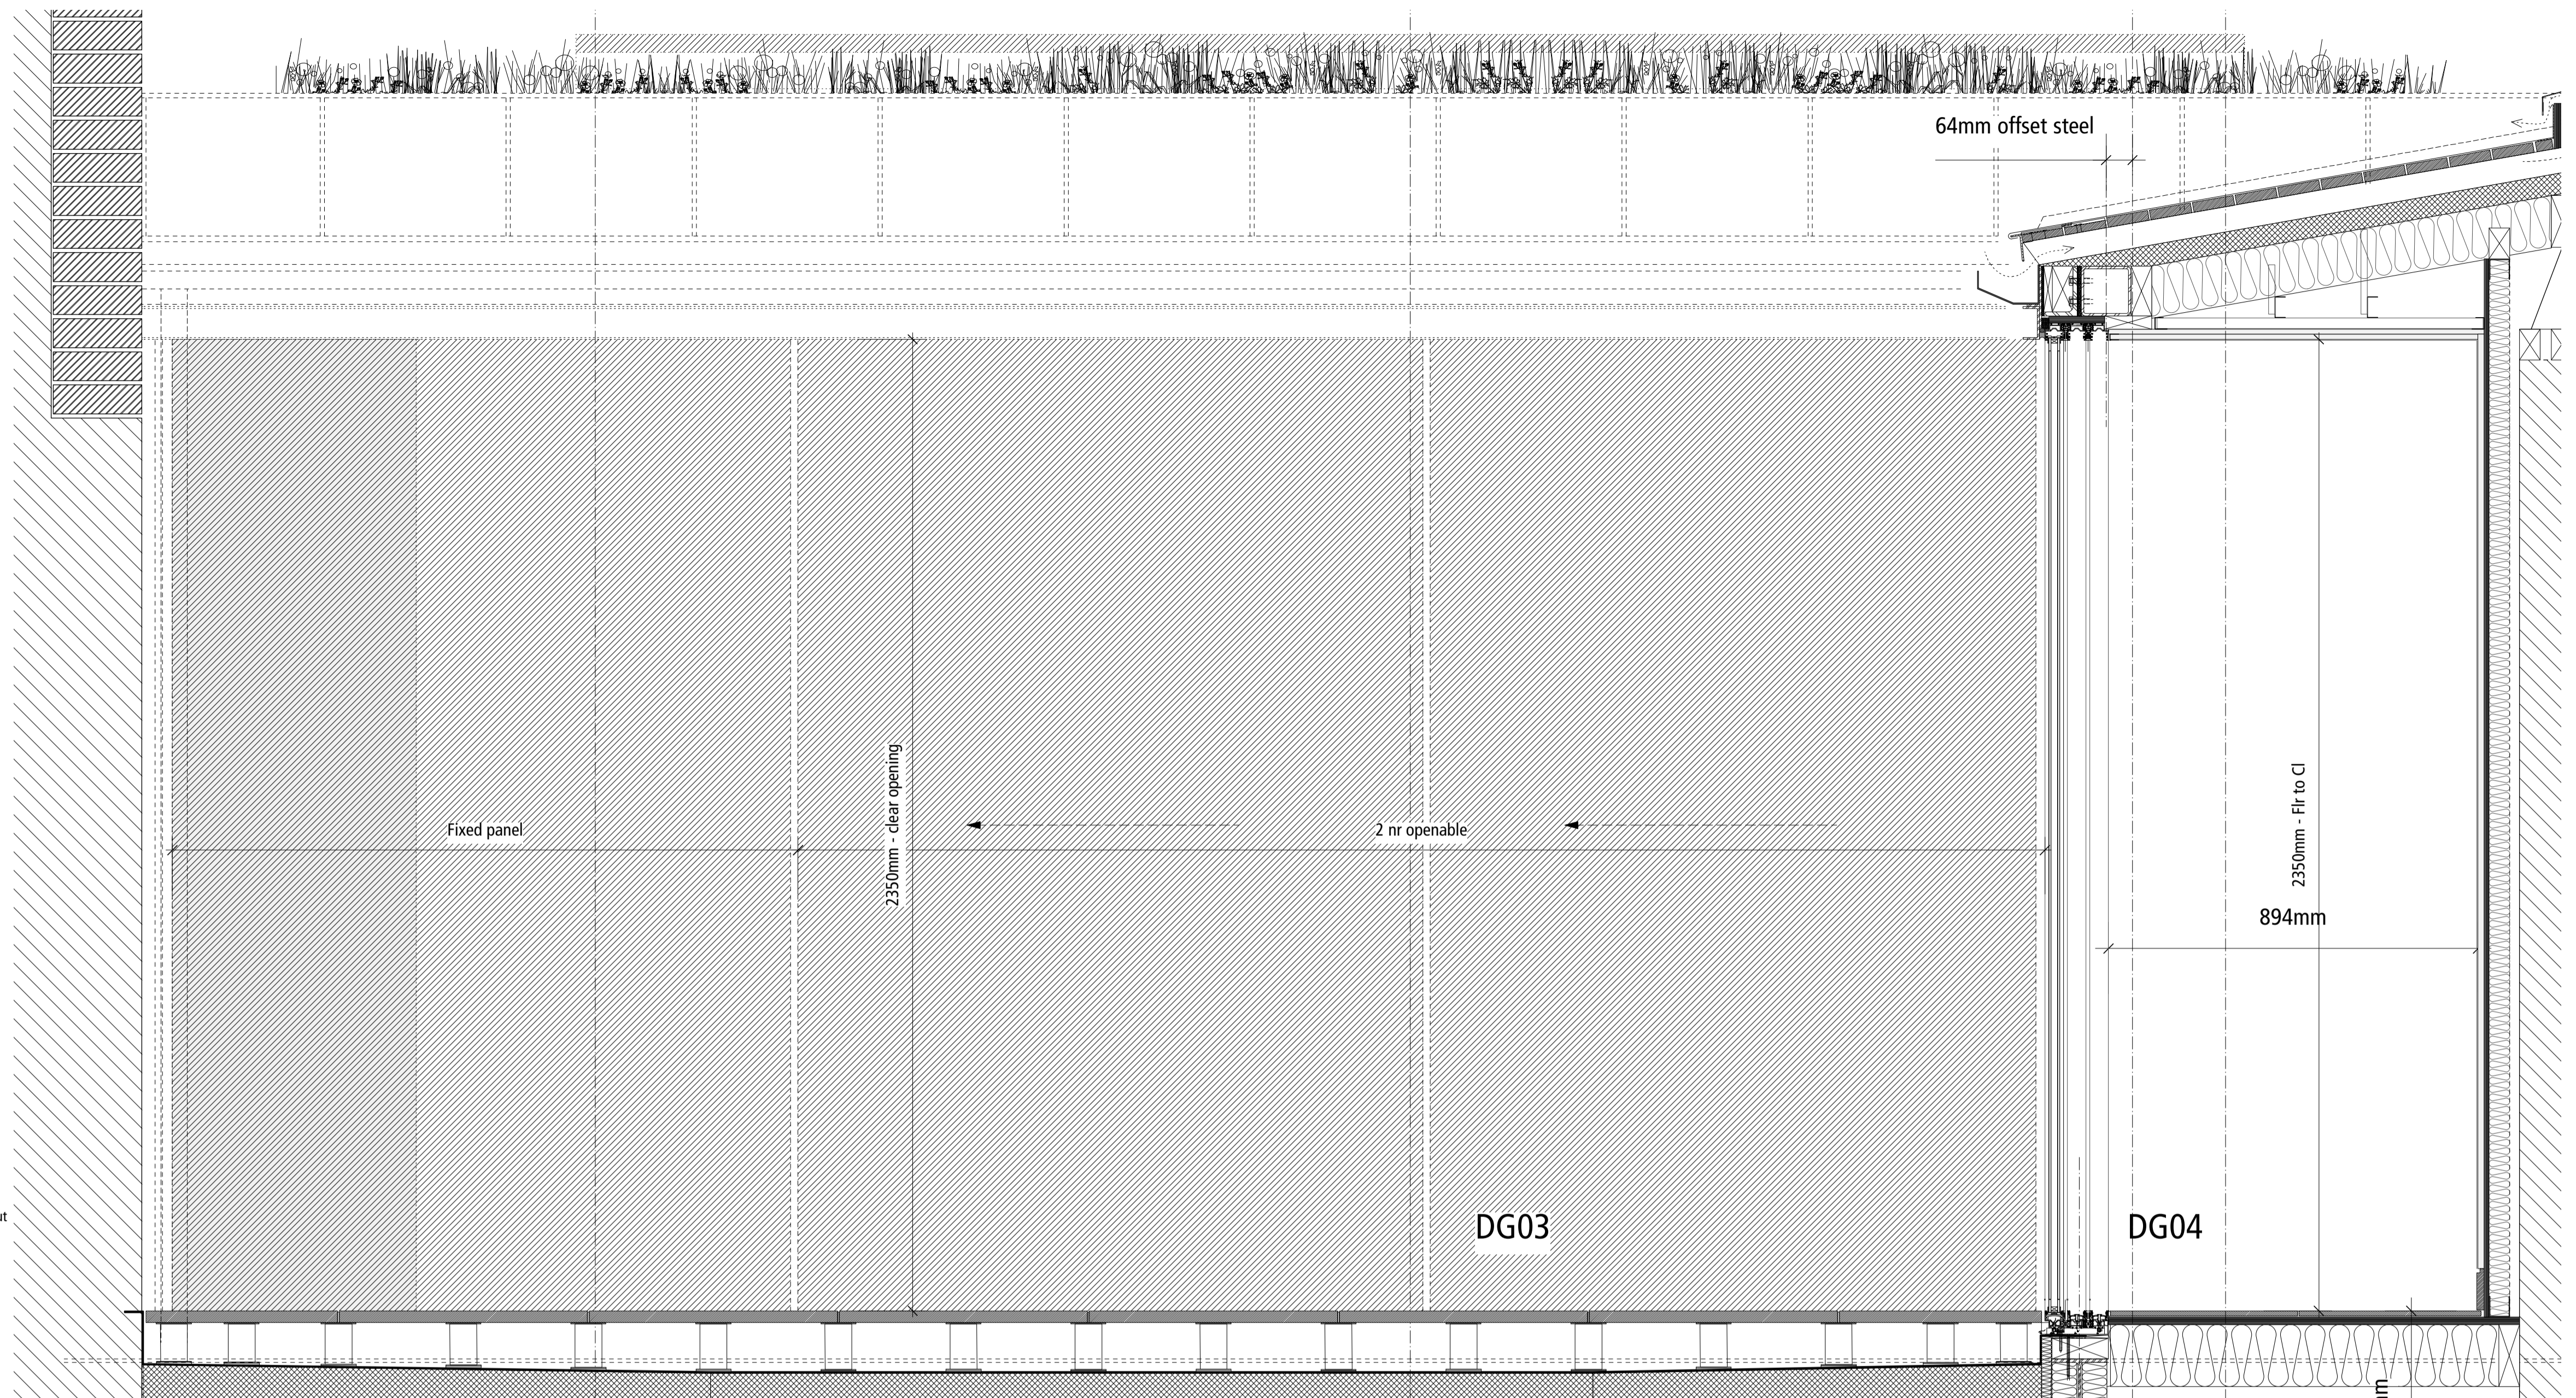 64mm offset steel
Fixed panel
2350mm - clear opening
2 nr openable
2350mm - Flr to Cl
894mm
DG03
DG04